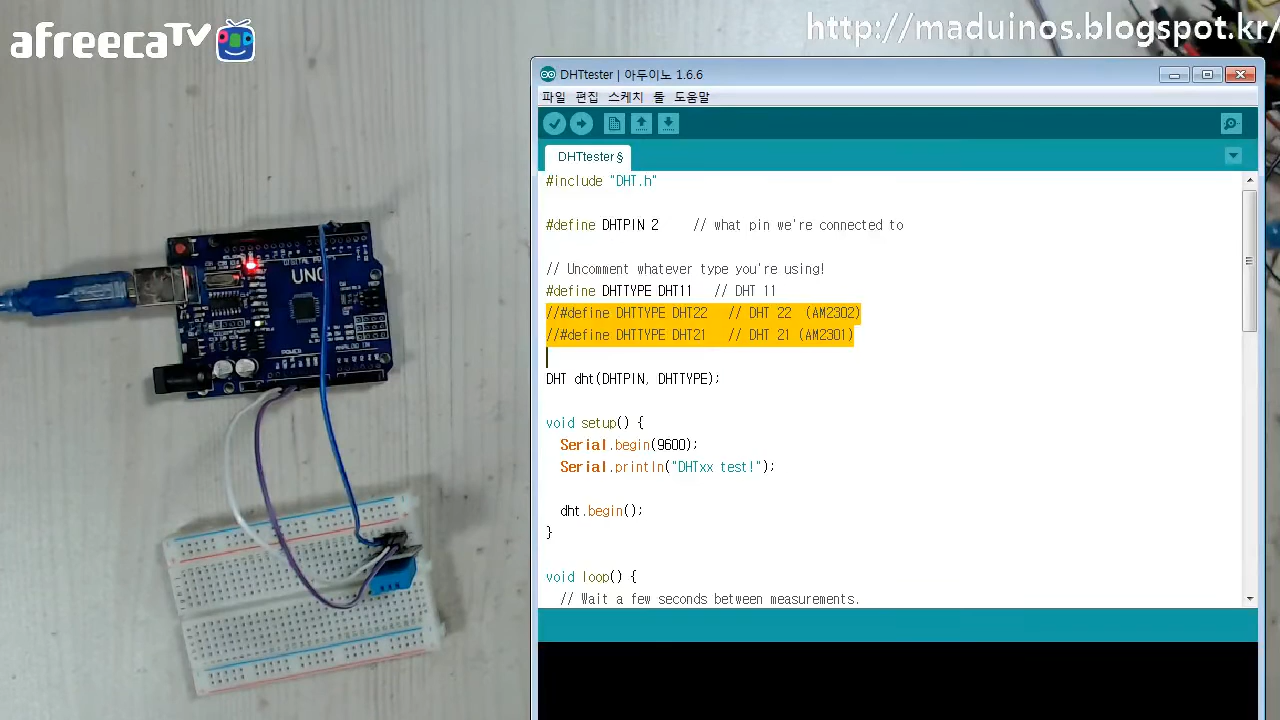 afreecaTV
http://maduinos.blogspot.kr/
DHTtester | 아두이노 1.6.6
파일 편집 스케치 툴 도움말
DHTtester §
#include "DHT.h"
#define DHTPIN 2 // what pin we're connected to
// Uncomment whatever type you're using!
#define DHTTYPE DHT11 // DHT 11
//#define DHTTYPE DHT22 // DHT 22 (AM2302)
//#define DHTTYPE DHT21 // DHT 21 (AM2301)
DHT dht(DHTPIN, DHTTYPE);
void setup() {
Serial.begin(9600);
Serial.println("DHTxx test!");
dht.begin();
}
void loop() {
// Wait a few seconds between measurements.
UNO
POWER